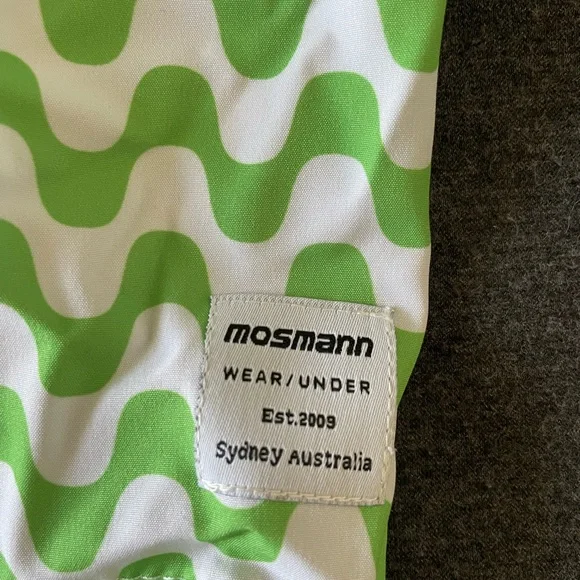 mosmann
WEAR/UNDER
Est.2009
Sydney Australia